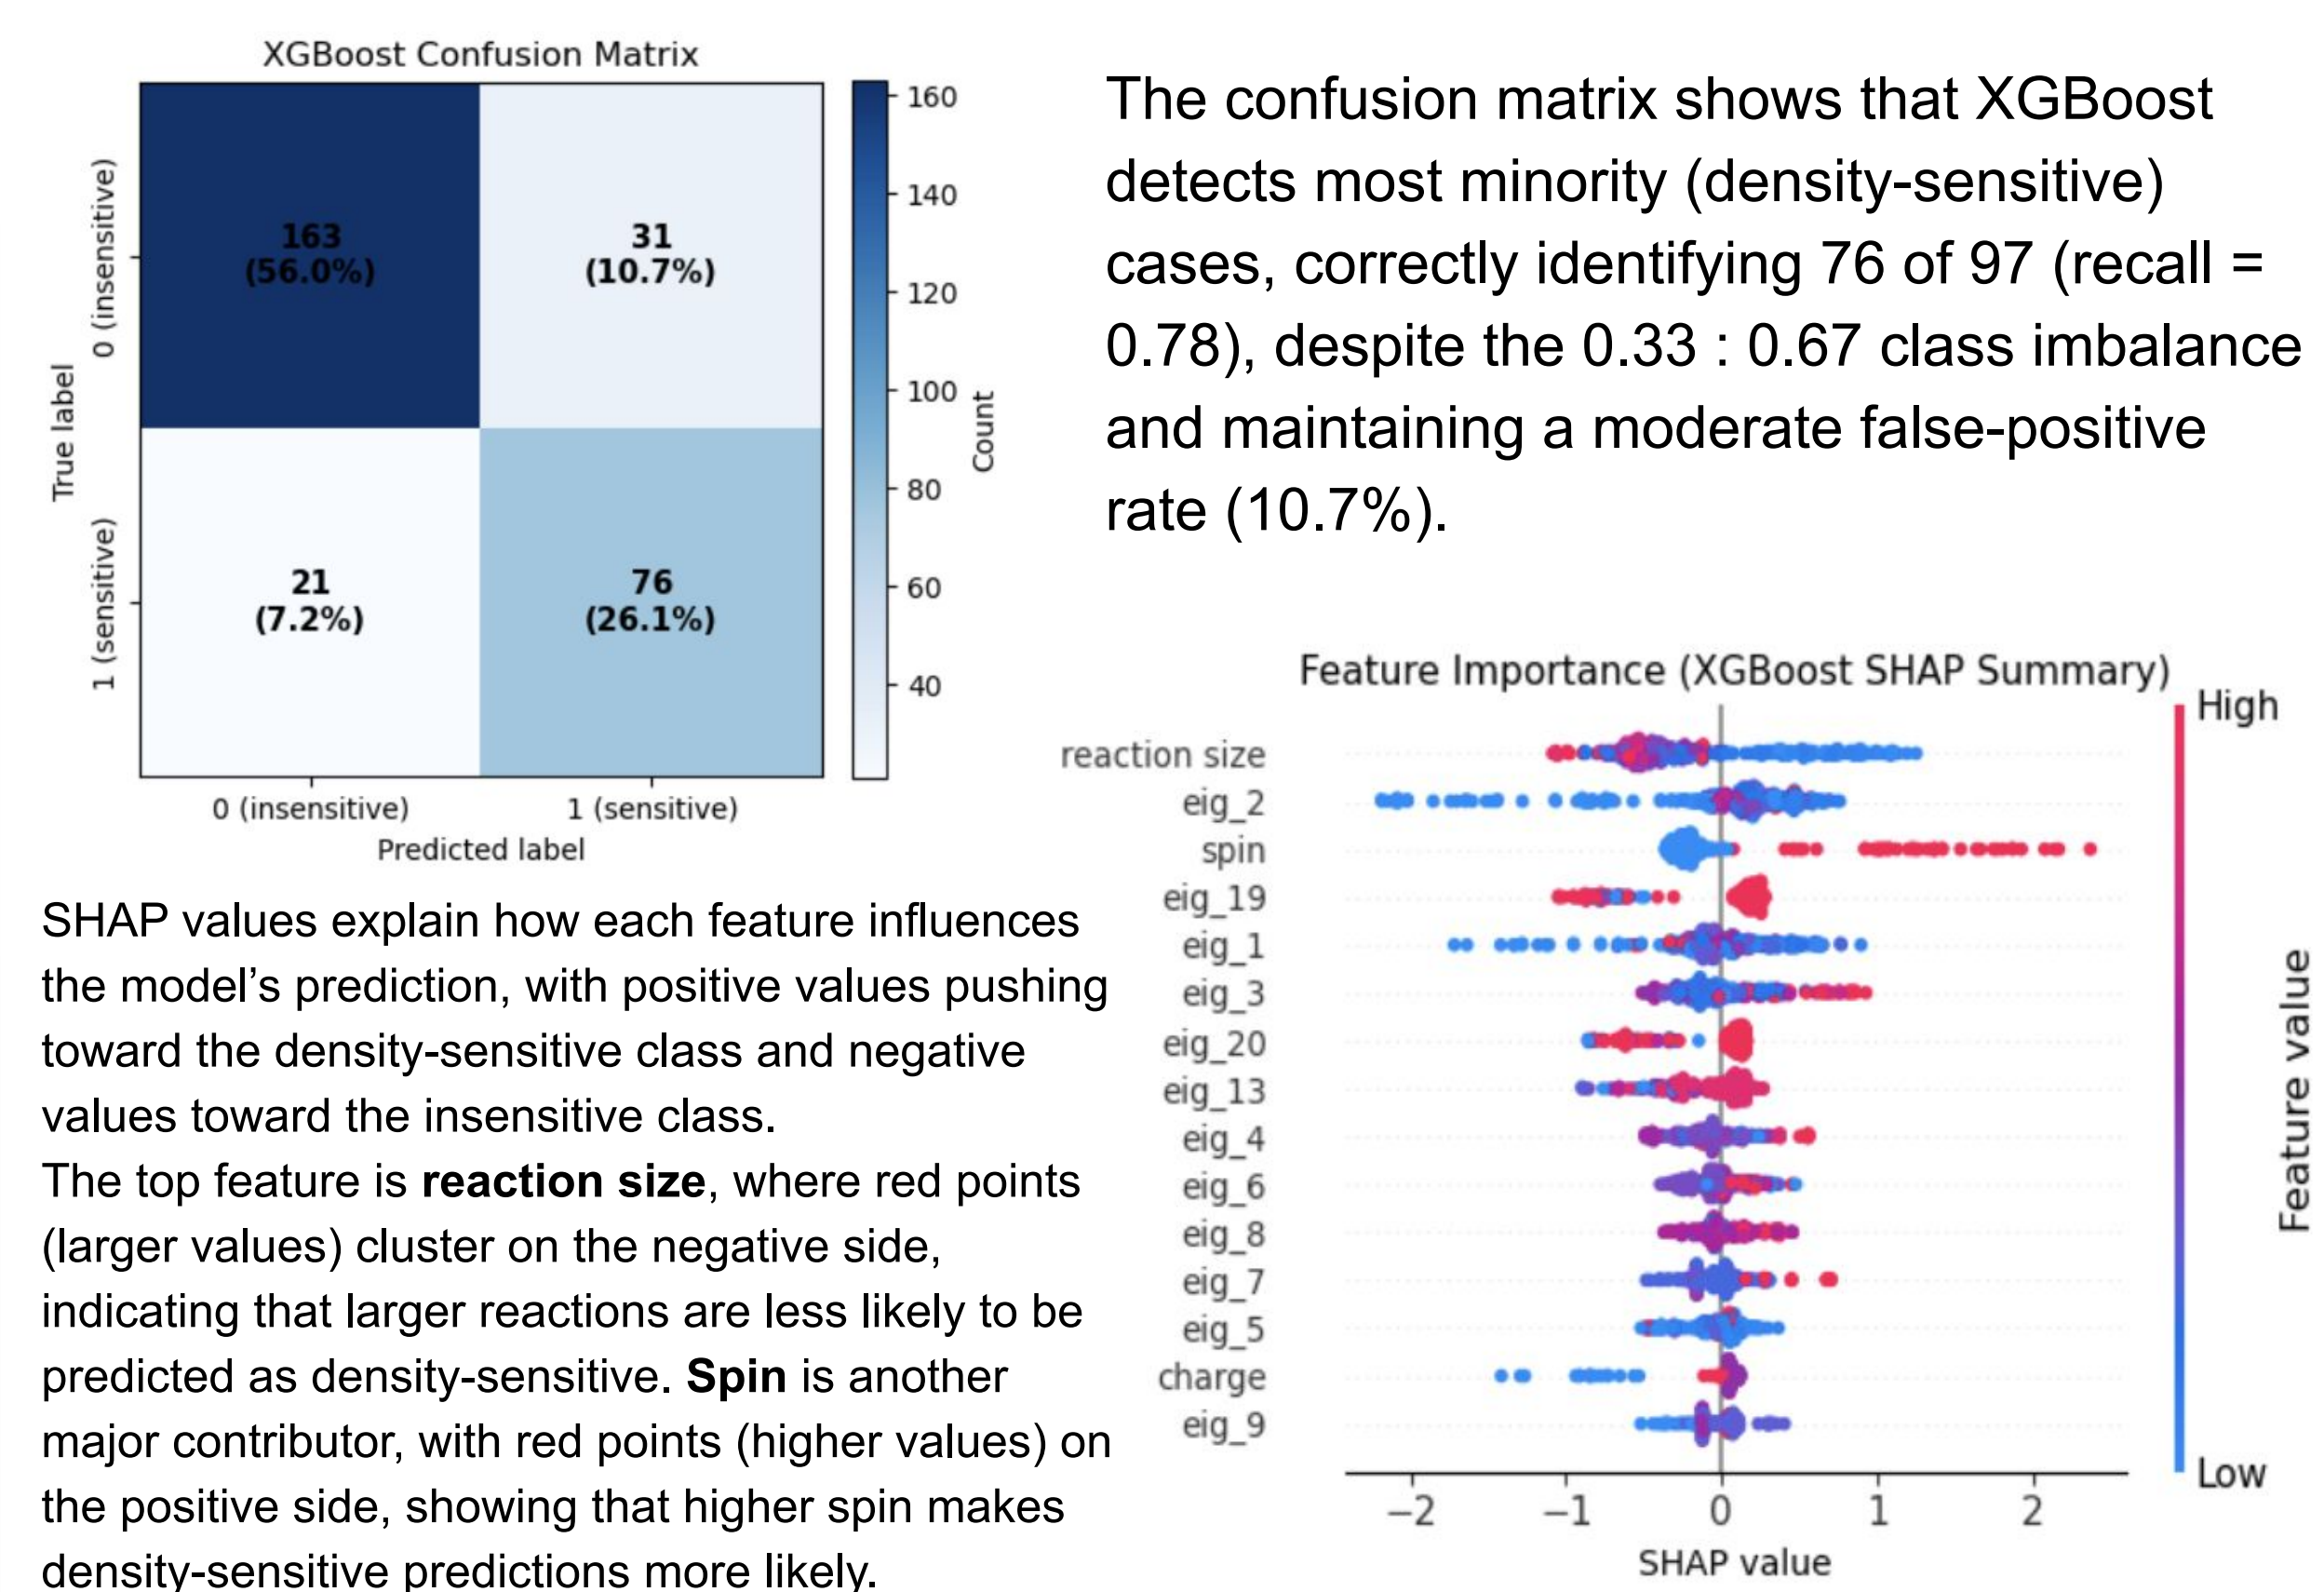 XGBoost Confusion Matrix
163
(56.0%)
31
(10.7%)
21
(7.2%)
76
(26.1%)
0 (insensitive)
1 (sensitive)
True label
0 (insensitive)
1 (sensitive)
Predicted label
160
140
120
100
80
60
40
Count
The confusion matrix shows that XGBoost
detects most minority (density-sensitive)
cases, correctly identifying 76 of 97 (recall =
0.78), despite the 0.33 : 0.67 class imbalance
and maintaining a moderate false-positive
rate (10.7%).
SHAP values explain how each feature influences
the model’s prediction, with positive values pushing
toward the density-sensitive class and negative
values toward the insensitive class.
The top feature is reaction size, where red points
(larger values) cluster on the negative side,
indicating that larger reactions are less likely to be
predicted as density-sensitive. Spin is another
major contributor, with red points (higher values) on
the positive side, showing that higher spin makes
density-sensitive predictions more likely.
Feature Importance (XGBoost SHAP Summary)
reaction size
eig_2
spin
eig_19
eig_1
eig_3
eig_20
eig_13
eig_4
eig_6
eig_8
eig_7
eig_5
charge
eig_9
−2
−1
0
1
2
SHAP value
High
Low
Feature value